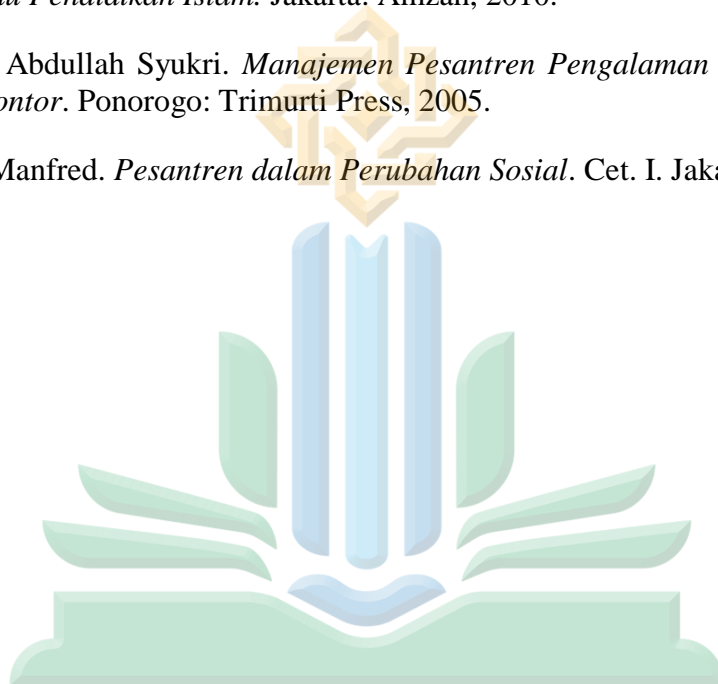 Pendidikan Islam. Jakarta: Amzah, 2010.
Abdullah Syukri. Manajemen Pesantren Pengalaman
ontor. Ponorogo: Trimurti Press, 2005.
Manfred. Pesantren dalam Perubahan Sosial. Cet. I. Jaka